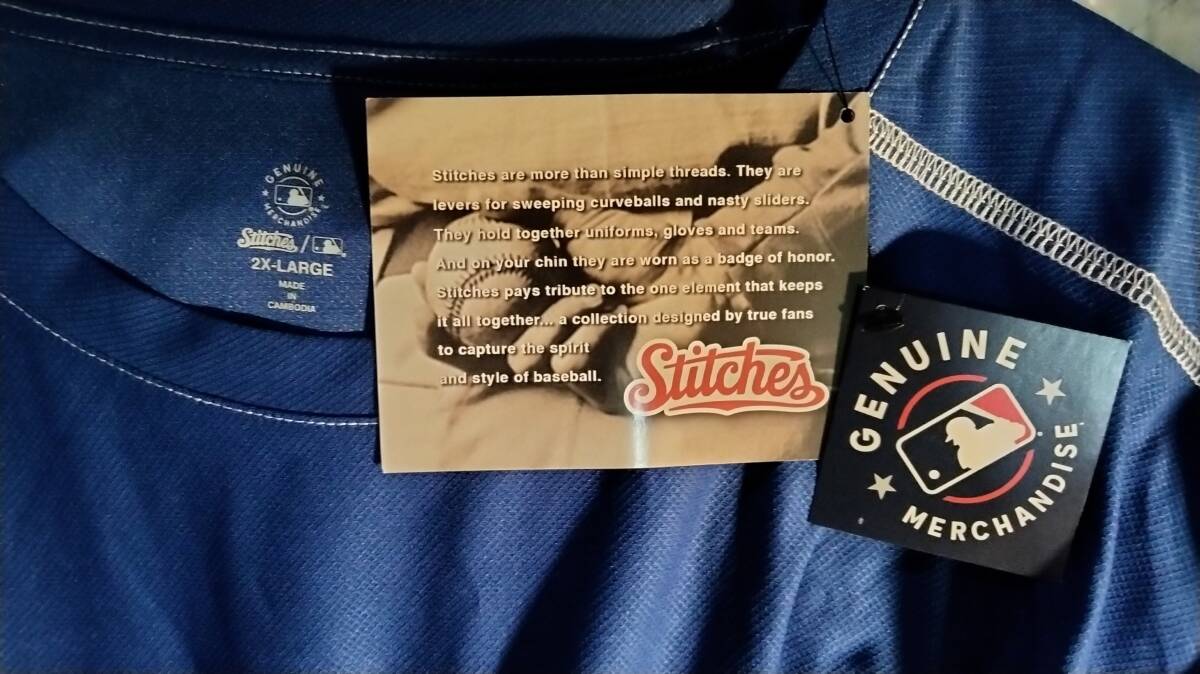 GENUINE
MERCHANDISE
Stitches /
2X-LARGE
MADE
IN
CAMBODIA
Stitches are more than simple threads. They are
levers for sweeping curveballs and nasty sliders.
They hold together uniforms, gloves and teams.
And on your chin they are worn as a badge of honor.
Stitches pays tribute to the one element that keeps
it all together... a collection designed by true fans
to capture the spirit
and style of baseball.
Stitches
GENUINE
MERCHANDISE